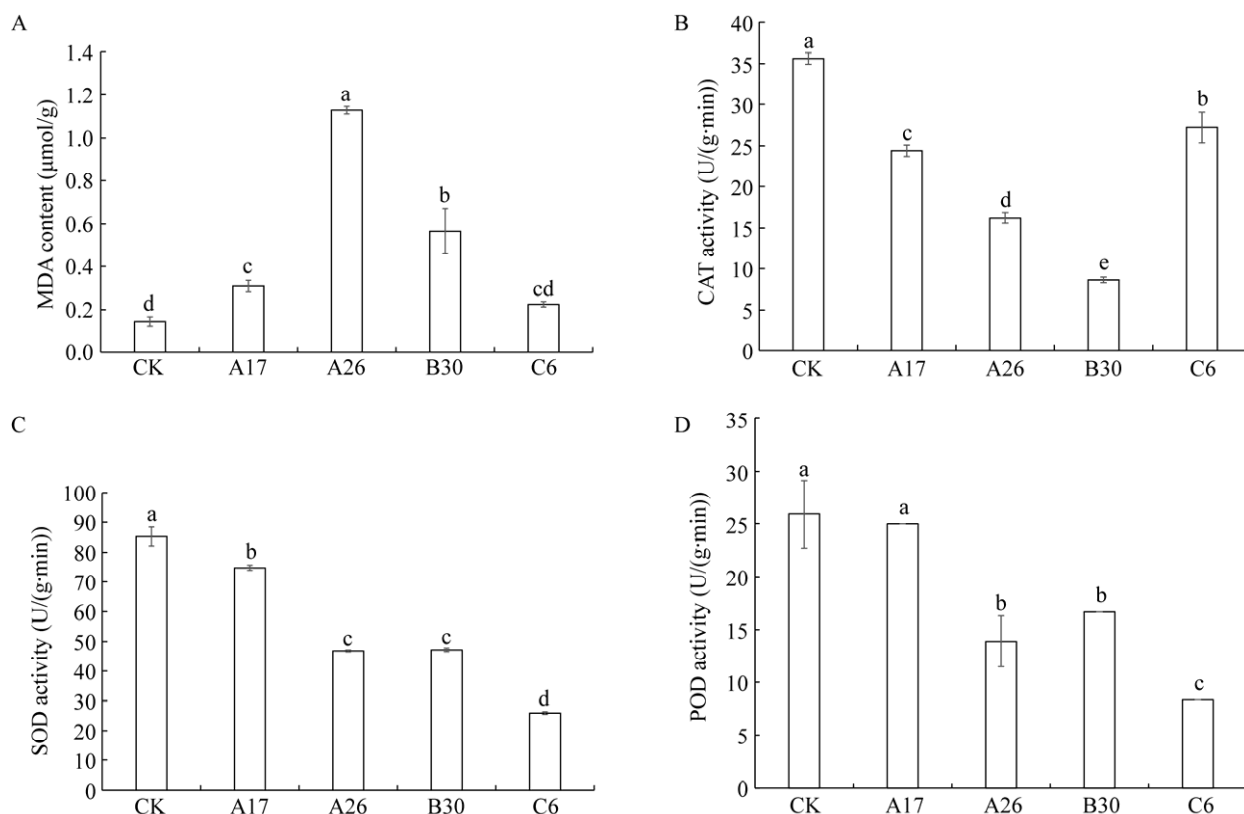 A
MDA content (μmol/g)
1.4
1.2
1.0
0.8
0.6
0.4
0.2
0.0
d
c
a
b
cd
CK A17 A26 B30 C6
B
CAT activity (U/(g·min))
40
35
30
25
20
15
10
5
0
a
c
d
e
b
CK A17 A26 B30 C6
C
SOD activity (U/(g·min))
100
90
80
70
60
50
40
30
20
10
0
a
b
c
c
d
CK A17 A26 B30 C6
D
POD activity (U/(g·min))
35
30
25
20
15
10
5
0
a
a
b
b
c
CK A17 A26 B30 C6